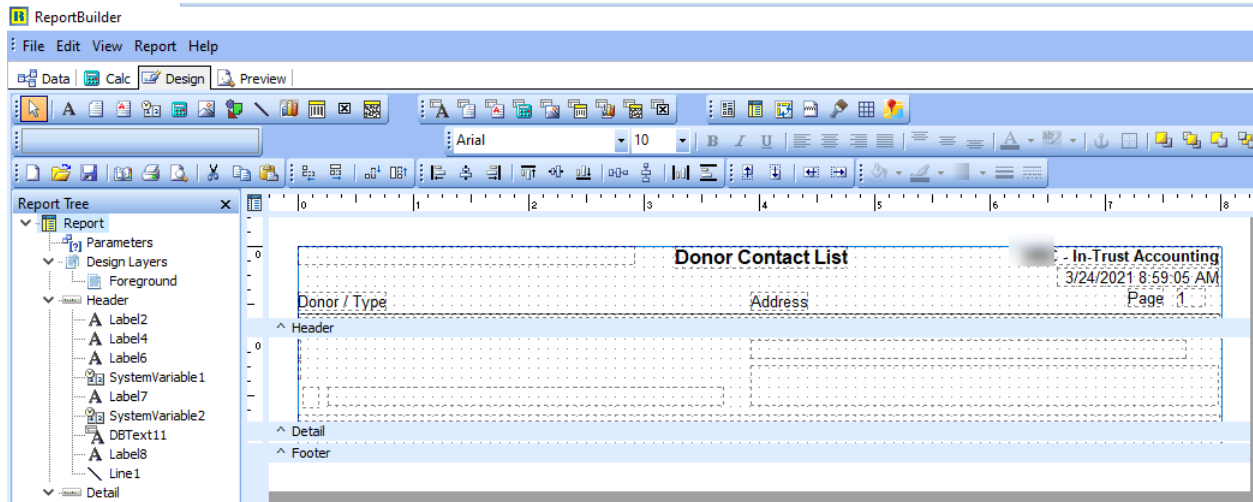 ReportBuilder
File Edit View Report Help
Data Calc Design Preview
Arial 10 B I U A
Report Tree x
0 1 2 3 4 5 6 7 8
Report
Parameters
Design Layers
Foreground
Header
Label2
Label4
Label6
SystemVariable1
Label7
SystemVariable2
DBText11
Label8
Line1
Detail
0
Donor Contact List
- In-Trust Accounting
3/24/2021 8:59:05 AM
Donor / Type Address Page 1
^ Header
0
^ Detail
^ Footer